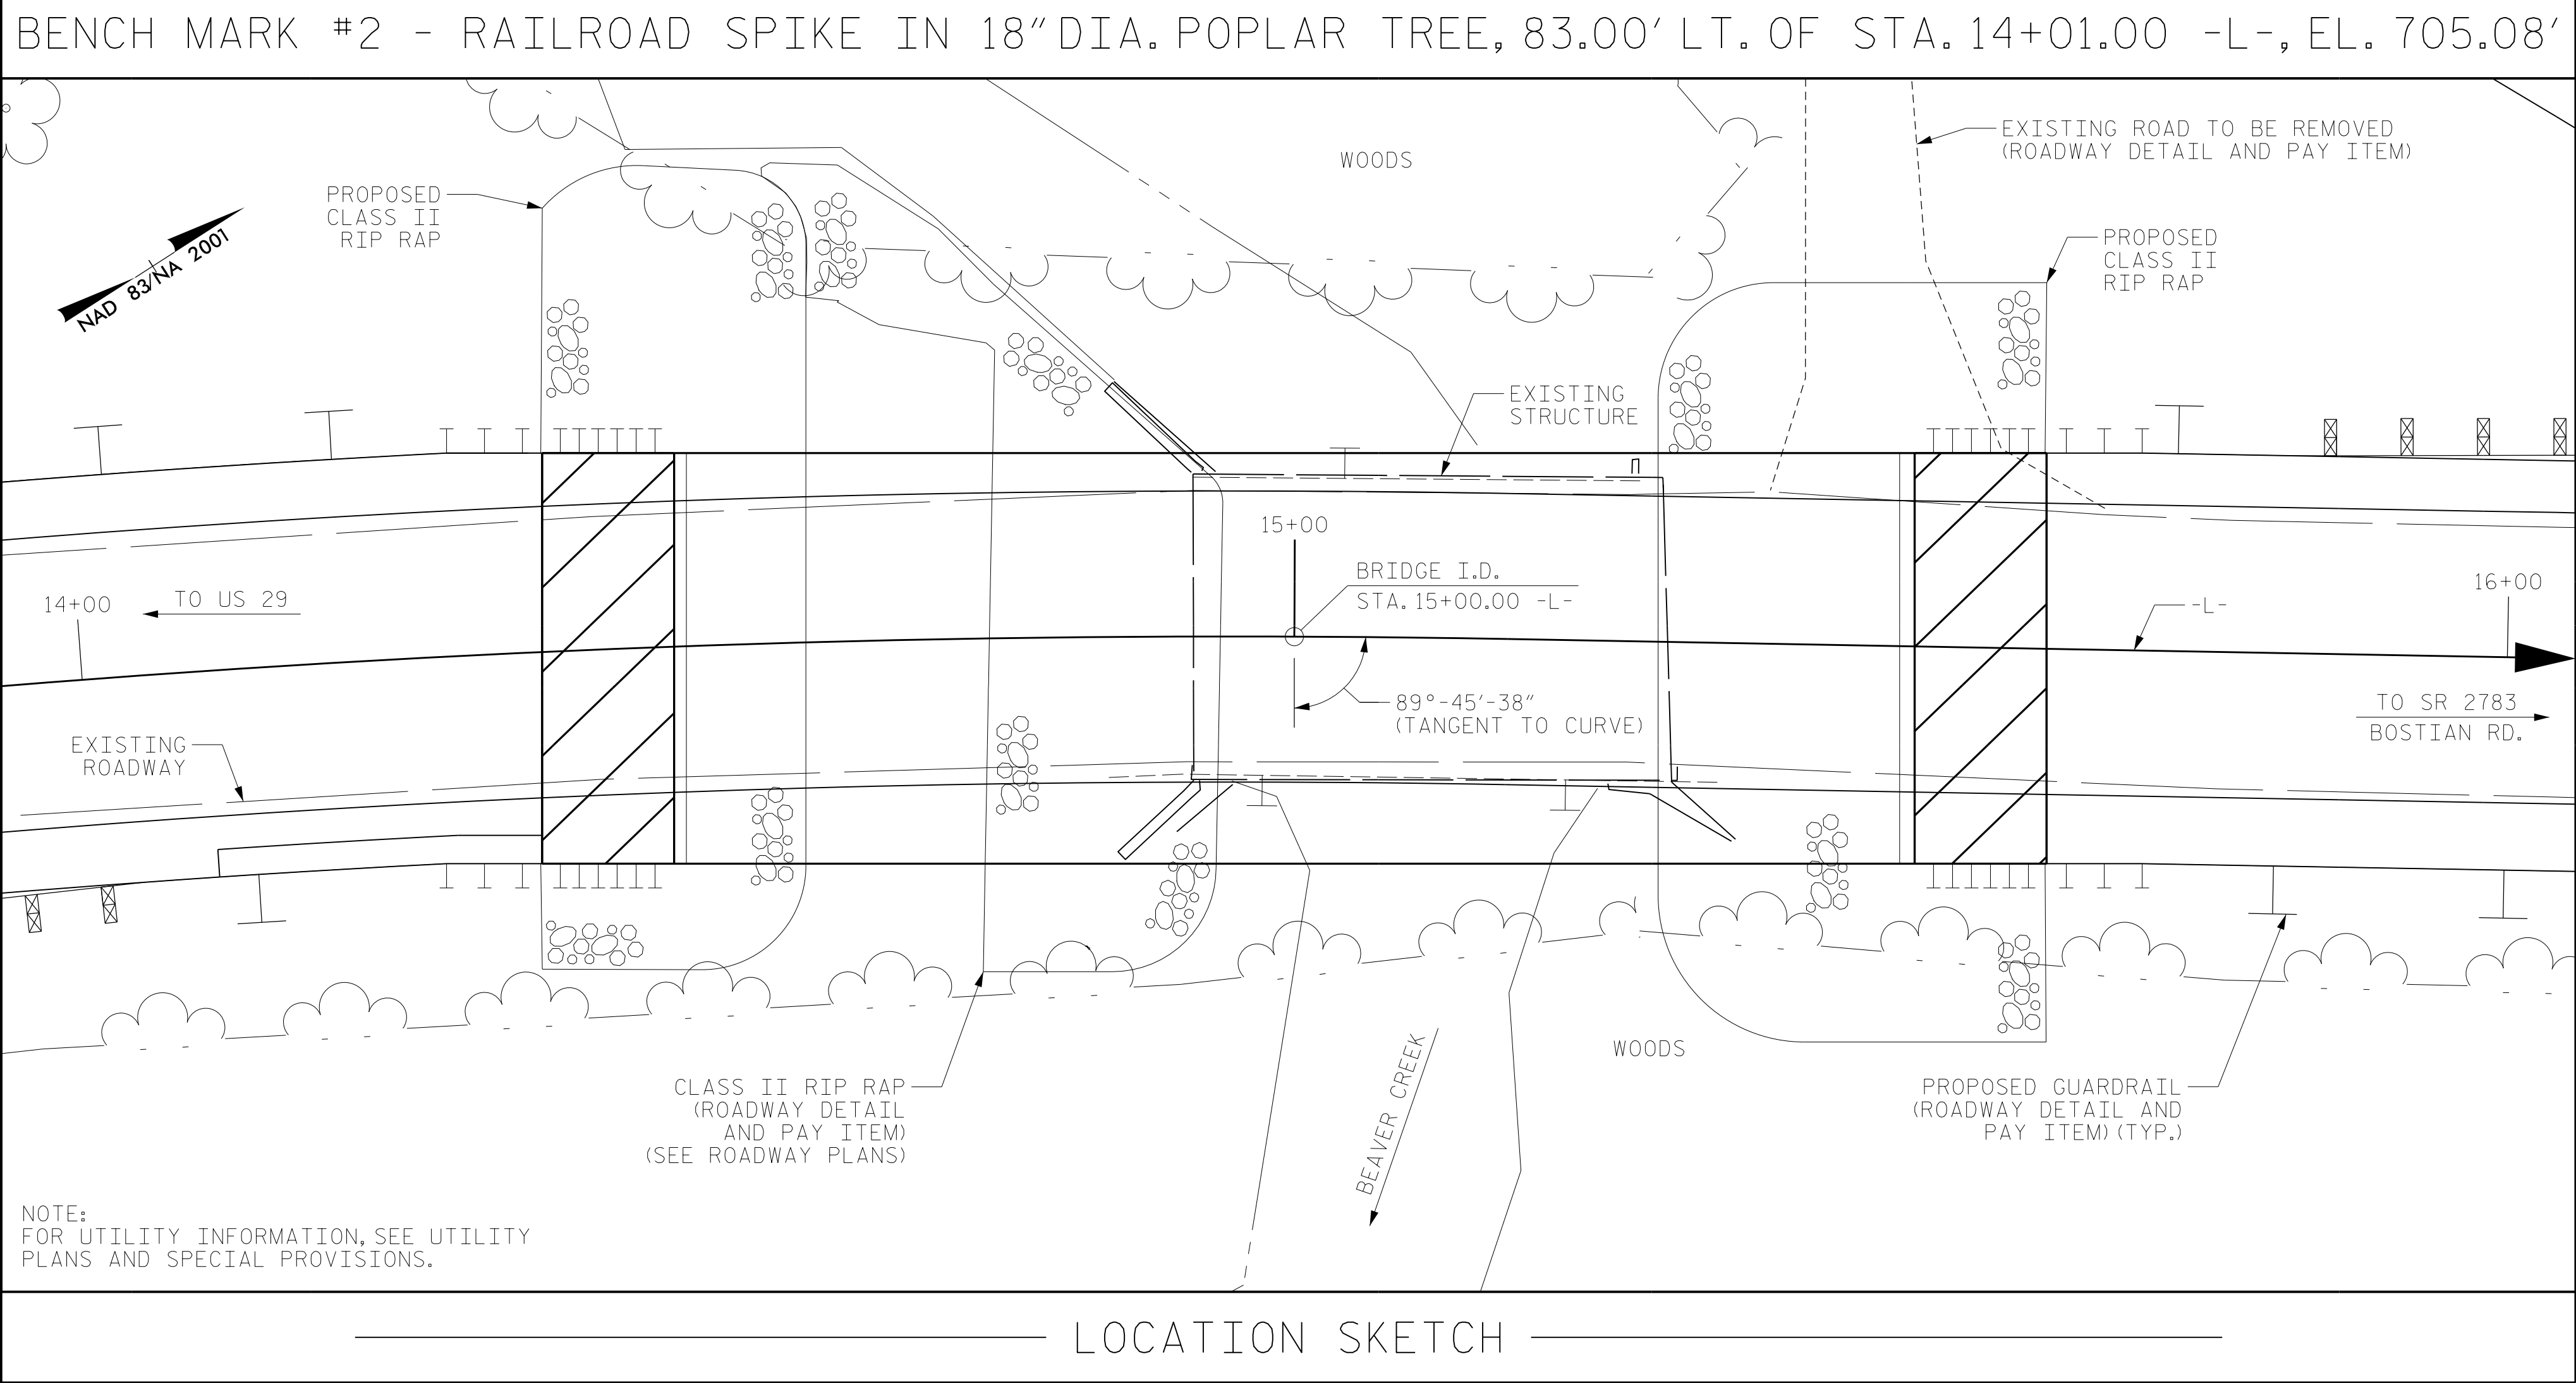 BENCH MARK #2 - RAILROAD SPIKE IN 18" DIA. POPLAR TREE, 83.00' LT. OF STA. 14+01.00 -L-, EL. 705.08'
WOODS
EXISTING ROAD TO BE REMOVED
(ROADWAY DETAIL AND PAY ITEM)
PROPOSED
CLASS II
RIP RAP
NAD 83/NA 2001
PROPOSED
CLASS II
RIP RAP
EXISTING
STRUCTURE
15+00
BRIDGE I.D.
STA. 15+00.00 -L-
14+00
TO US 29
16+00
-L-
89°-45'-38"
(TANGENT TO CURVE)
TO SR 2783
BOSTIAN RD.
EXISTING
ROADWAY
WOODS
BEAVER CREEK
CLASS II RIP RAP
(ROADWAY DETAIL
AND PAY ITEM)
(SEE ROADWAY PLANS)
PROPOSED GUARDRAIL
(ROADWAY DETAIL AND
PAY ITEM) (TYP.)
NOTE:
FOR UTILITY INFORMATION, SEE UTILITY
PLANS AND SPECIAL PROVISIONS.
LOCATION SKETCH